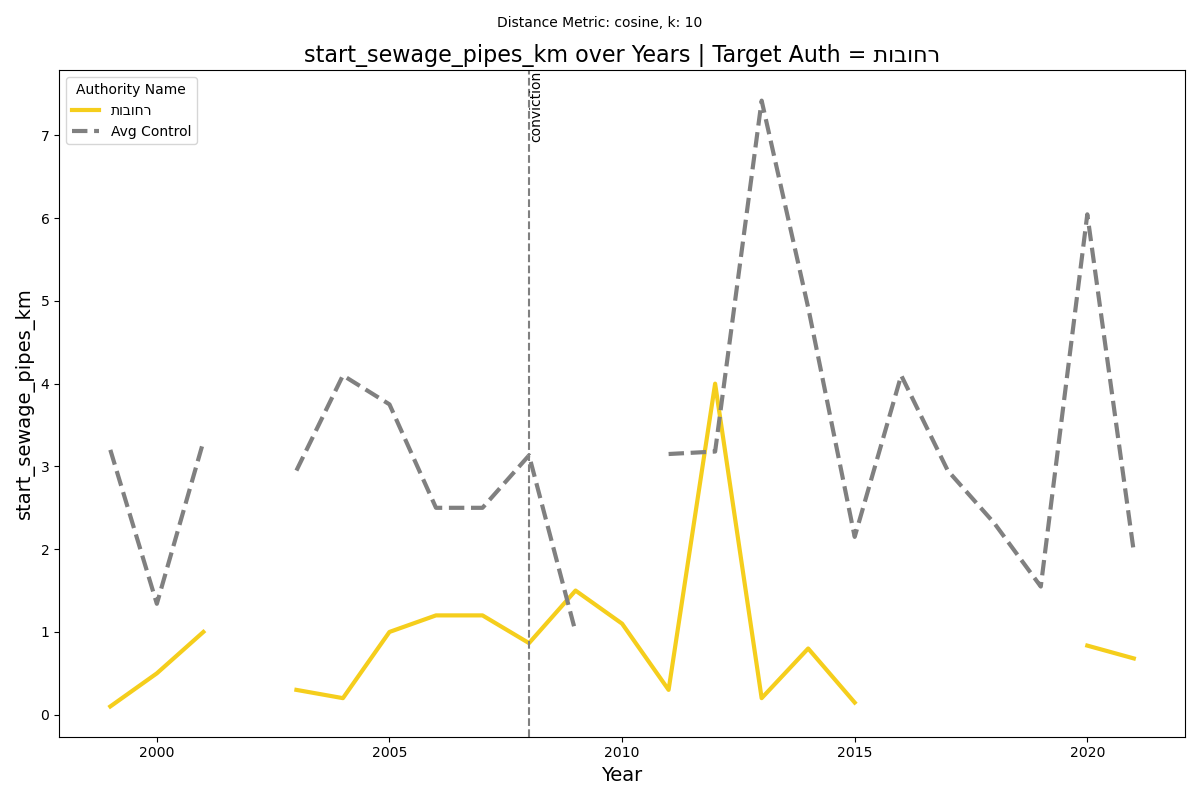 Distance Metric: cosine, k: 10
start_sewage_pipes_km over Years | Target Auth = רחובות
Authority Name
רחובות
Avg Control
conviction
start_sewage_pipes_km
7
6
5
4
3
2
1
0
2000
2005
2010
2015
2020
Year